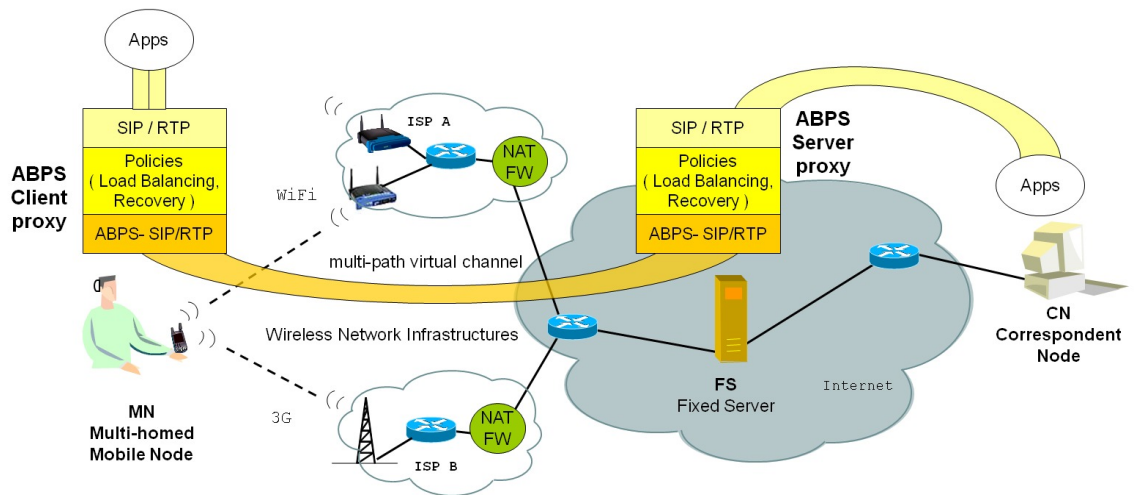 Apps
SIP / RTP
Policies
( Load Balancing,
Recovery )
ABPS- SIP/RTP
ABPS
Client
proxy
ISP A
NAT
FW
WiFi
multi-path virtual channel
Wireless Network Infrastructures
3G
NAT
FW
ISP B
MN
Multi-homed
Mobile Node
SIP / RTP
Policies
( Load Balancing,
Recovery )
ABPS- SIP/RTP
ABPS
Server
proxy
Apps
FS
Fixed Server
Internet
CN
Correspondent
Node